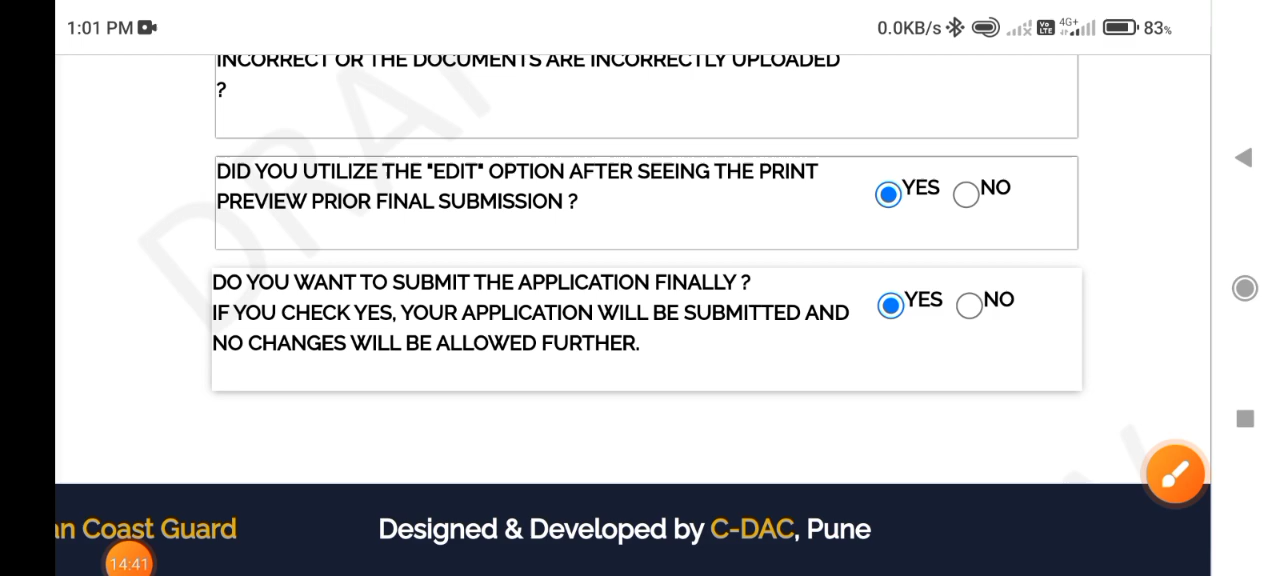 1:01 PM
0.0KB/s 4G+ 83%
INCORRECT OR THE DOCUMENTS ARE INCORRECTLY UPLOADED
?
DID YOU UTILIZE THE "EDIT" OPTION AFTER SEEING THE PRINT
PREVIEW PRIOR FINAL SUBMISSION ?
YES NO
DO YOU WANT TO SUBMIT THE APPLICATION FINALLY ?
IF YOU CHECK YES, YOUR APPLICATION WILL BE SUBMITTED AND
NO CHANGES WILL BE ALLOWED FURTHER.
YES NO
an Coast Guard
Designed & Developed by C-DAC, Pune
14:41